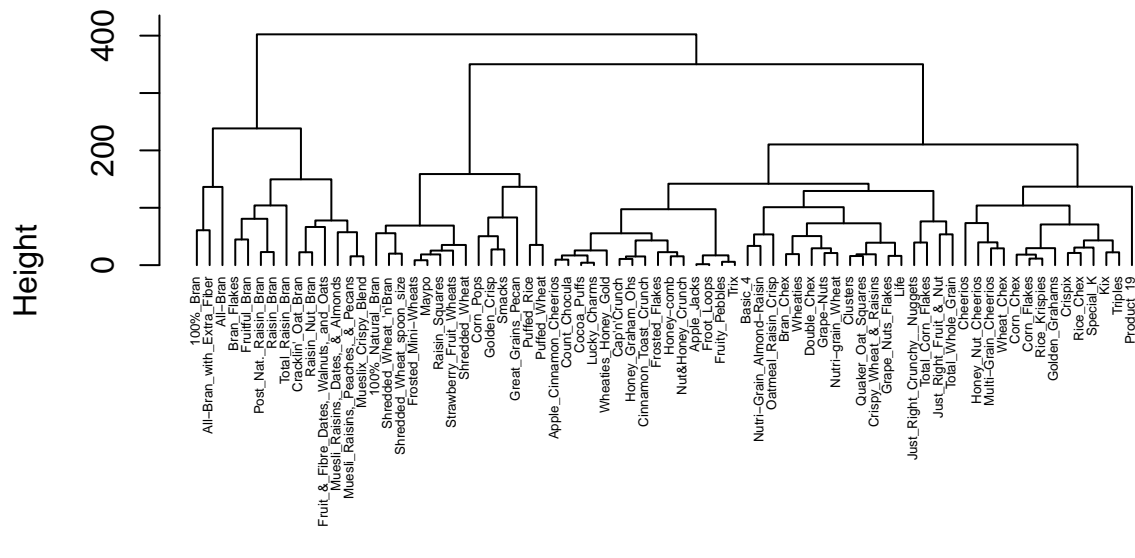 Height
400
200
0
100%_Bran
All−Bran_with_Extra_Fiber
All−Bran
Bran_Flakes
Fruitful_Bran
Post_Nat._Raisin_Bran
Raisin_Bran
Total_Raisin_Bran
Cracklin'_Oat_Bran
Raisin_Nut_Bran
Fruit_&_Fibre_Dates,_Walnuts,_and_Oats
Muesli_Raisins,_Dates,_&_Almonds
Muesli_Raisins,_Peaches,_&_Pecans
Mueslix_Crispy_Blend
100%_Natural_Bran
Shredded_Wheat_'n'Bran
Shredded_Wheat_spoon_size
Frosted_Mini−Wheats
Maypo
Raisin_Squares
Strawberry_Fruit_Wheats
Shredded_Wheat
Corn_Pops
Golden_Crisp
Smacks
Great_Grains_Pecan
Puffed_Rice
Puffed_Wheat
Apple_Cinnamon_Cheerios
Count_Chocula
Cocoa_Puffs
Lucky_Charms
Wheaties_Honey_Gold
Cap'n'Crunch
Honey_Graham_Ohs
Cinnamon_Toast_Crunch
Frosted_Flakes
Honey−comb
Nut&Honey_Crunch
Apple_Jacks
Froot_Loops
Fruity_Pebbles
Trix
Basic_4
Nutri−Grain_Almond−Raisin
Oatmeal_Raisin_Crisp
Bran_Chex
Wheaties
Double_Chex
Grape−Nuts
Nutri−grain_Wheat
Clusters
Quaker_Oat_Squares
Crispy_Wheat_&_Raisins
Grape_Nuts_Flakes
Life
Just_Right_Crunchy__Nuggets
Total_Corn_Flakes
Just_Right_Fruit_&_Nut
Total_Whole_Grain
Cheerios
Honey_Nut_Cheerios
Multi−Grain_Cheerios
Wheat_Chex
Corn_Chex
Corn_Flakes
Rice_Krispies
Golden_Grahams
Crispix
Rice_Chex
Special_K
Kix
Triples
Product_19